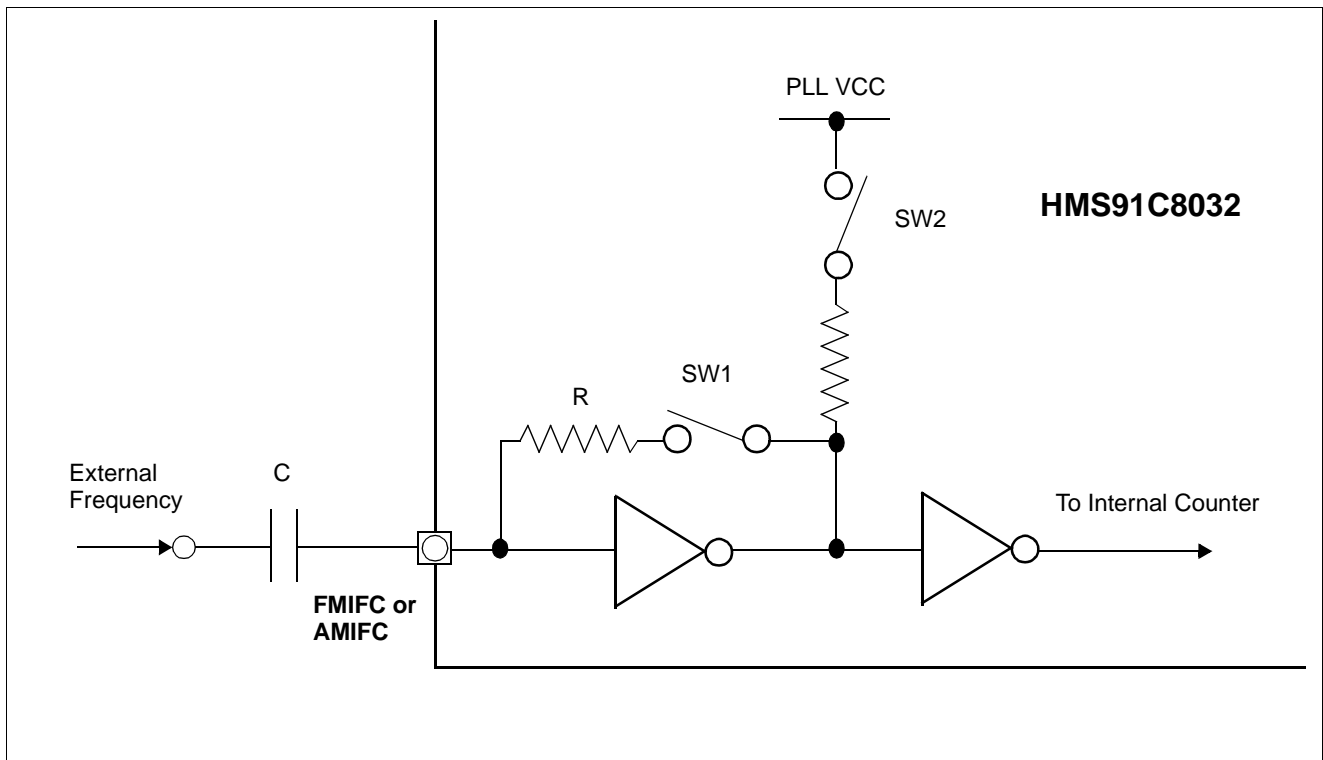 PLL VCC
HMS91C8032
SW2
SW1
R
External
Frequency
C
To Internal Counter
FMIFC or
AMIFC